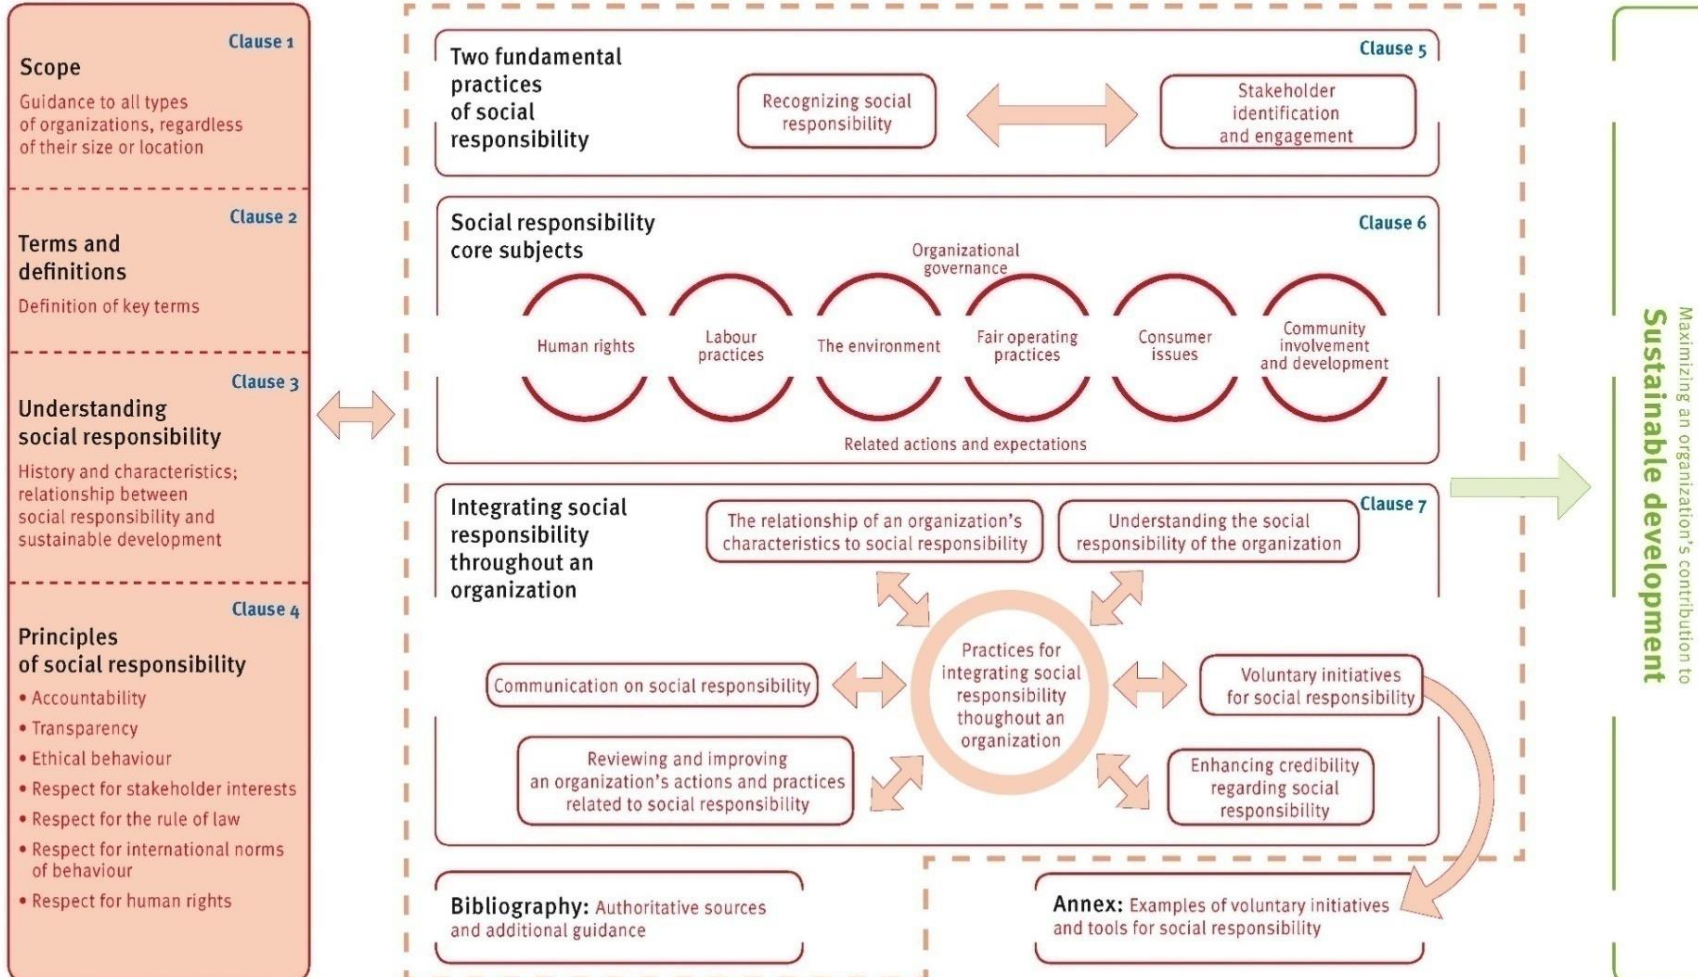 Clause 1
Scope
Guidance to all types
of organizations, regardless
of their size or location
Clause 2
Terms and
definitions
Definition of key terms
Clause 3
Understanding
social responsibility
History and characteristics;
relationship between
social responsibility and
sustainable development
Clause 4
Principles
of social responsibility
• Accountability
• Transparency
• Ethical behaviour
• Respect for stakeholder interests
• Respect for the rule of law
• Respect for international norms
of behaviour
• Respect for human rights
Two fundamental
practices
of social
responsibility
Clause 5
Recognizing social
responsibility
Stakeholder
identification
and engagement
Social responsibility
core subjects
Clause 6
Organizational
governance
Human rights
Labour
practices
The environment
Fair operating
practices
Consumer
issues
Community
involvement
and development
Related actions and expectations
Integrating social
responsibility
throughout an
organization
Clause 7
The relationship of an organization's
characteristics to social responsibility
Understanding the social
responsibility of the organization
Practices for
integrating social
responsibility
thoughout an
organization
Communication on social responsibility
Voluntary initiatives
for social responsibility
Reviewing and improving
an organization's actions and practices
related to social responsibility
Enhancing credibility
regarding social
responsibility
Bibliography: Authoritative sources
and additional guidance
Annex: Examples of voluntary initiatives
and tools for social responsibility
Maximizing an organization's contribution to
Sustainable development